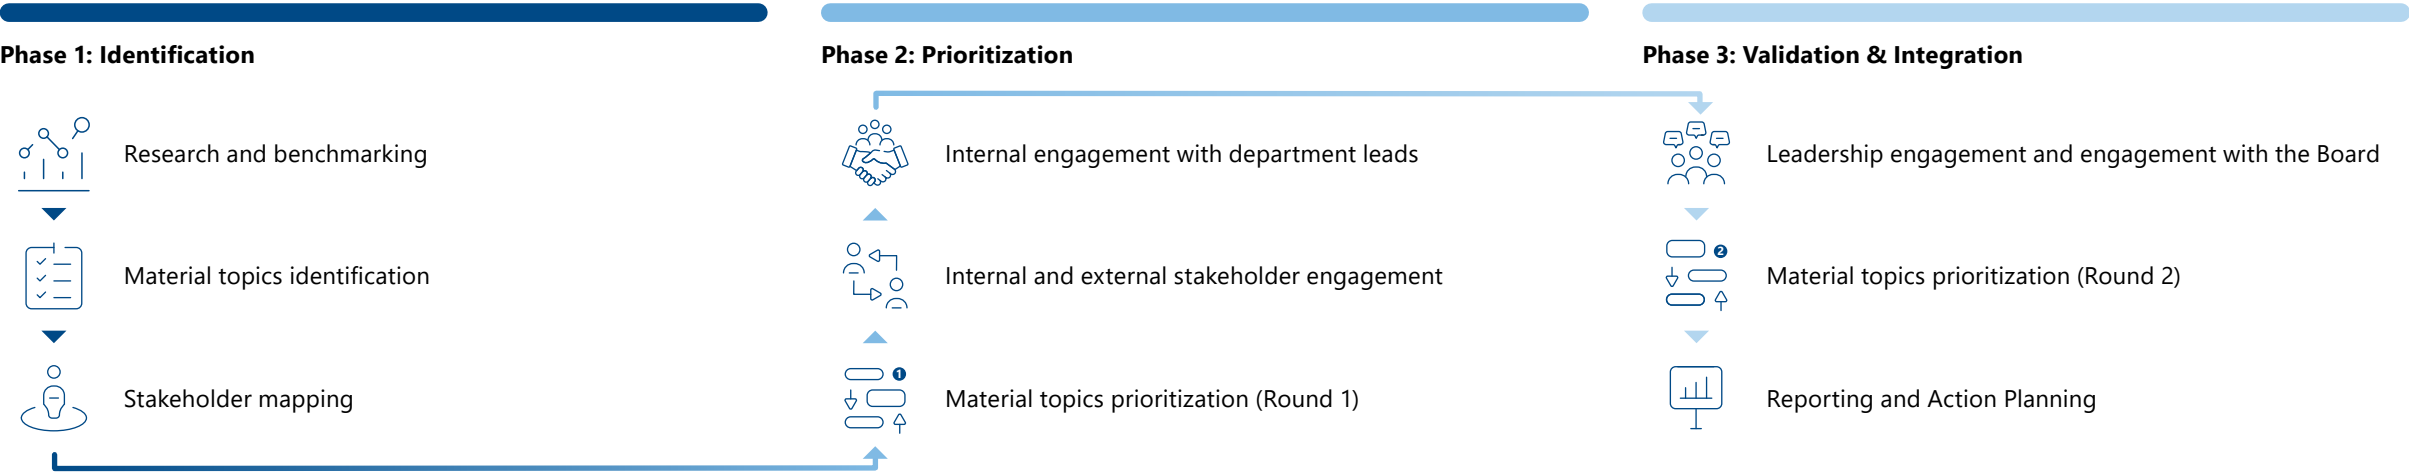 Phase 1: Identification
Research and benchmarking
Material topics identification
Stakeholder mapping
Phase 2: Prioritization
Internal engagement with department leads
Internal and external stakeholder engagement
1
Material topics prioritization (Round 1)
Phase 3: Validation & Integration
Leadership engagement and engagement with the Board
2
Material topics prioritization (Round 2)
Reporting and Action Planning